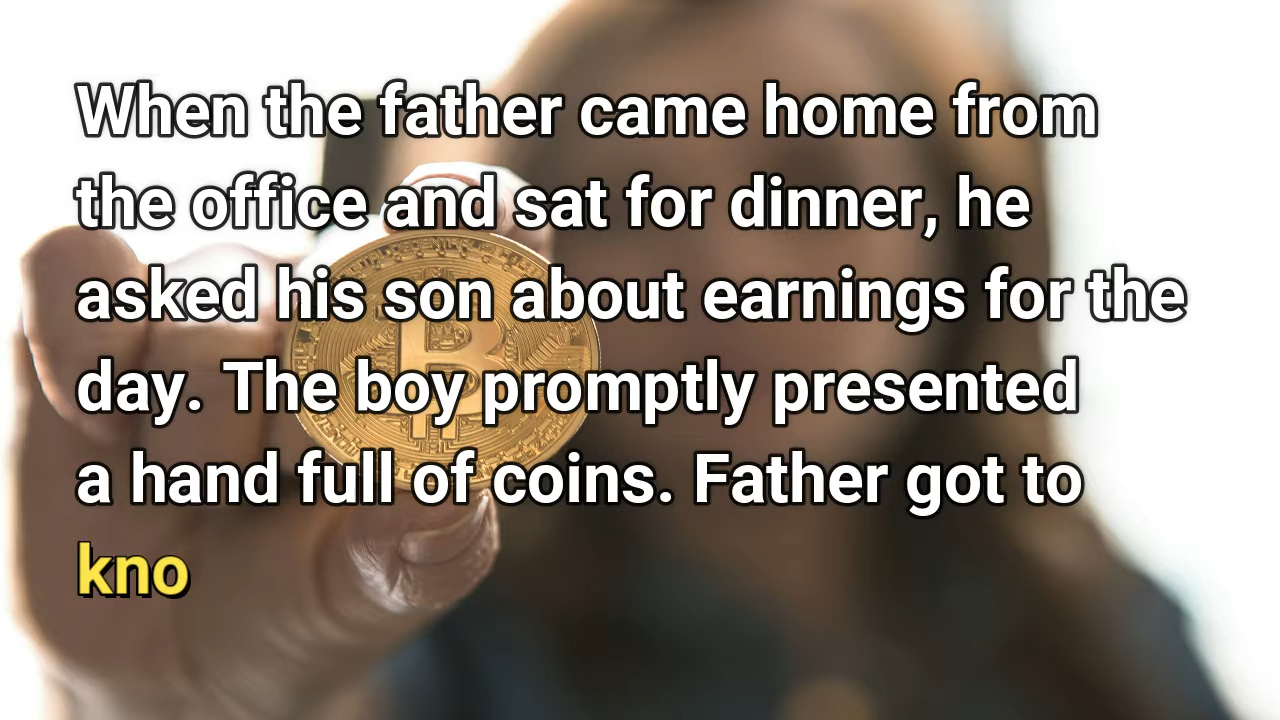 When the father came home from
the office and sat for dinner, he
asked his son about earnings for the
day. The boy promptly presented
a hand full of coins. Father got to
kno